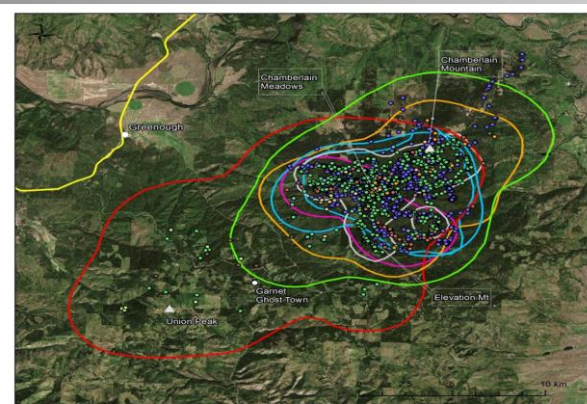 Chamberlain
Mountain
Chamberlain
Meadows
Greenough
Garnet
Ghost Town
Elevation Mt
Union Peak
10 km